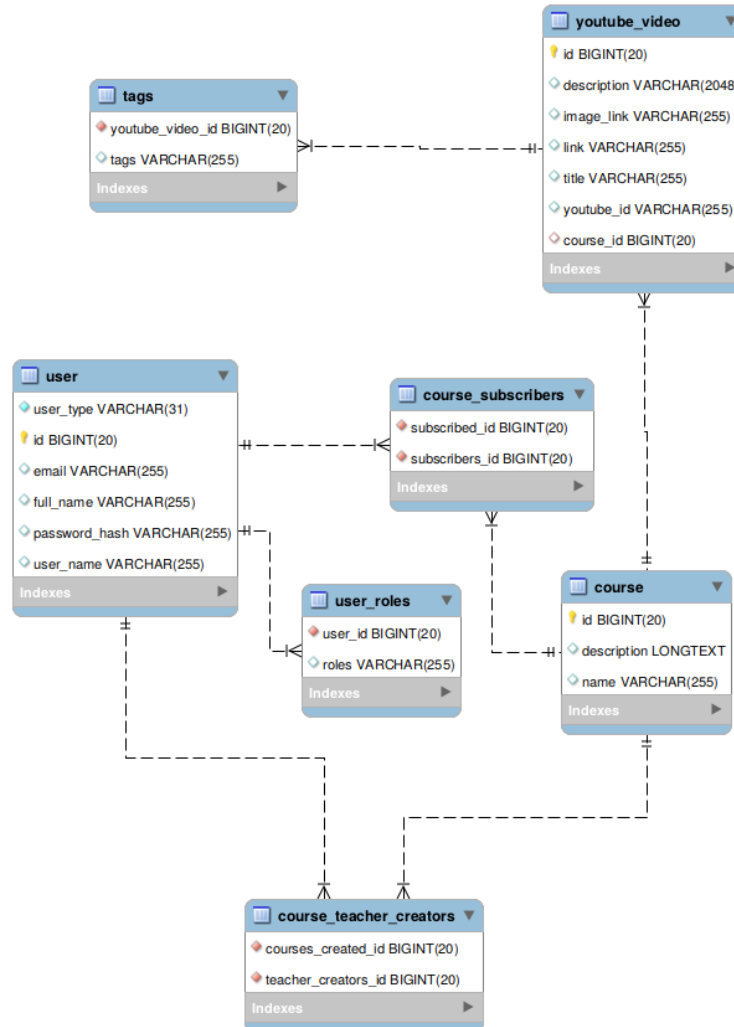 youtube_video
id BIGINT(20)
description VARCHAR(2048
image_link VARCHAR(255)
link VARCHAR(255)
title VARCHAR(255)
youtube_id VARCHAR(255)
course_id BIGINT(20)
Indexes
tags
youtube_video_id BIGINT(20)
tags VARCHAR(255)
Indexes
user
user_type VARCHAR(31)
id BIGINT(20)
email VARCHAR(255)
full_name VARCHAR(255)
password_hash VARCHAR(255)
user_name VARCHAR(255)
Indexes
course_subscribers
subscribed_id BIGINT(20)
subscribers_id BIGINT(20)
Indexes
user_roles
user_id BIGINT(20)
roles VARCHAR(255)
Indexes
course
id BIGINT(20)
description LONGTEXT
name VARCHAR(255)
Indexes
course_teacher_creators
courses_created_id BIGINT(20)
teacher_creators_id BIGINT(20)
Indexes